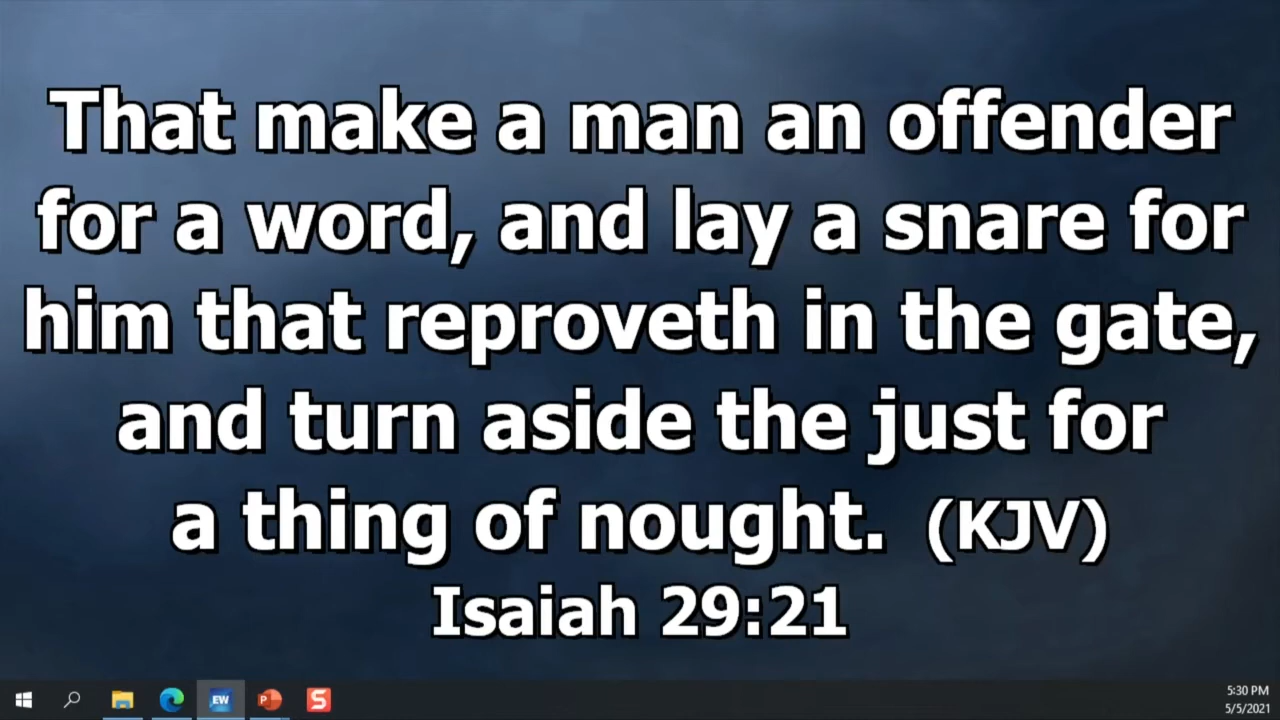 That make a man an offender
for a word, and lay a snare for
him that reproveth in the gate,
and turn aside the just for
a thing of nought. (KJV)
Isaiah 29:21
EW
P
S
5:30 PM
5/5/2021